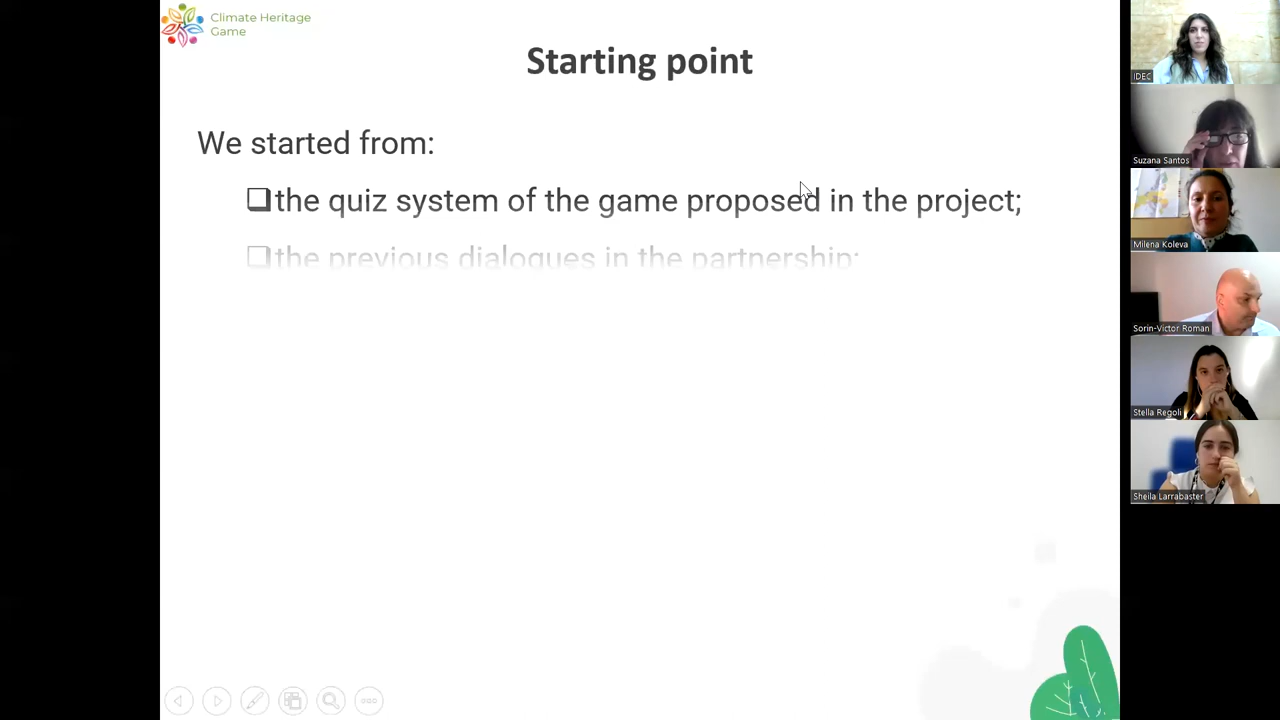 Climate Heritage
Game
Starting point
We started from:
the quiz system of the game proposed in the project;
the previous dialogues in the partnership;
IDEC
Suzana Santos
Milena Koleva
Sorin-Victor Roman
Stella Regoli
Sheila Larrabaster